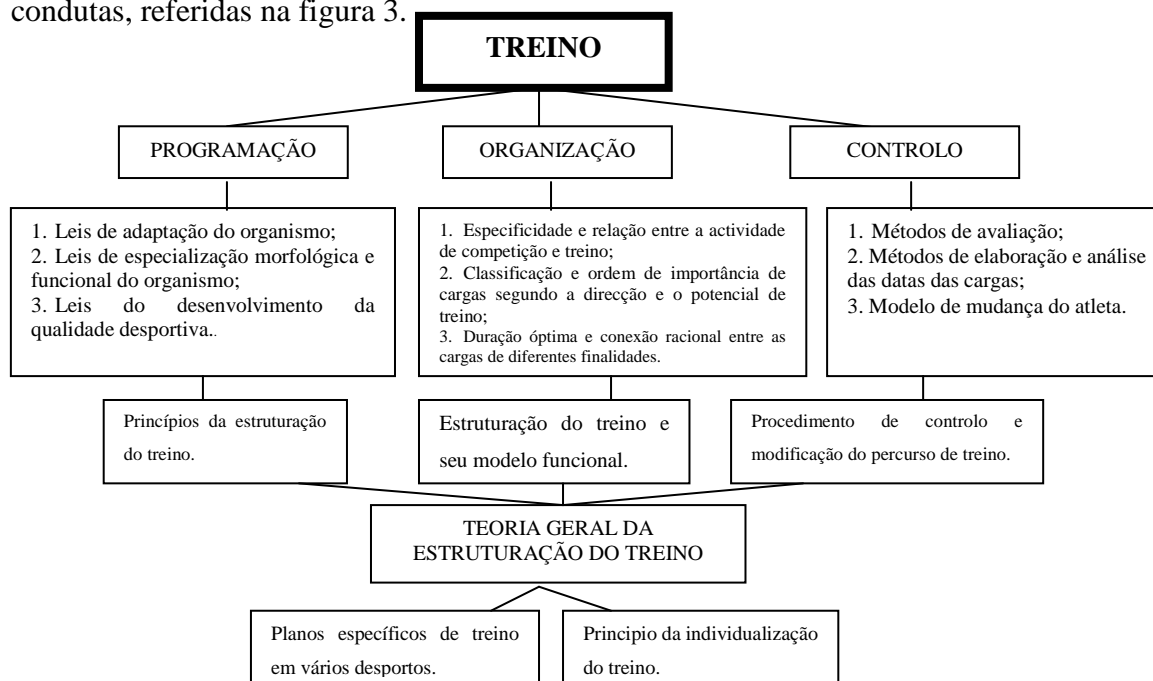 condutas, referidas na figura 3.
TREINO
PROGRAMAÇÃO
ORGANIZAÇÃO
CONTROLO
1. Leis de adaptação do organismo;
2. Leis de especialização morfológica e
funcional do organismo;
3. Leis do desenvolvimento da
qualidade desportiva..
1. Especificidade e relação entre a actividade
de competição e treino;
2. Classificação e ordem de importância de
cargas segundo a direcção e o potencial de
treino;
3. Duração óptima e conexão racional entre as
cargas de diferentes finalidades.
1. Métodos de avaliação;
2. Métodos de elaboração e análise
das datas das cargas;
3. Modelo de mudança do atleta.
Princípios da estruturação
do treino.
Estruturação do treino e
seu modelo funcional.
Procedimento de controlo e
modificação do percurso de treino.
TEORIA GERAL DA
ESTRUTURAÇÃO DO TREINO
Planos específicos de treino
em vários desportos.
Principio da individualização
do treino.